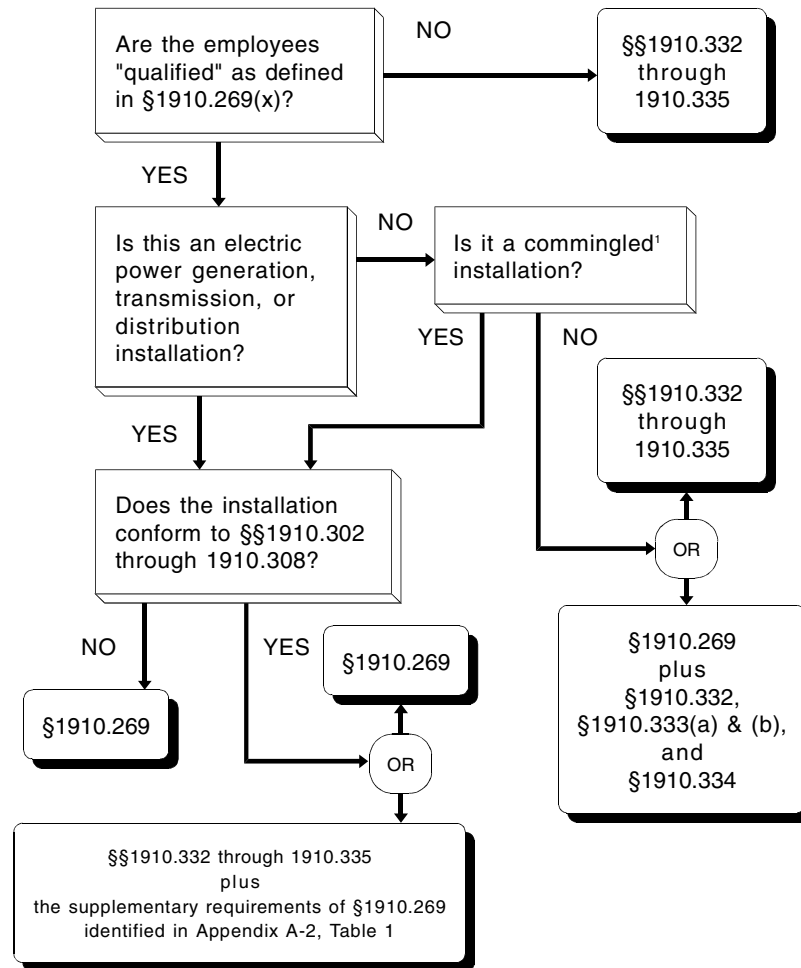 Are the employees
"qualified" as defined
in §1910.269(x)?
NO
§§1910.332
through
1910.335
YES
Is this an electric
power generation,
transmission, or
distribution
installation?
NO
Is it a commingled¹
installation?
YES
NO
§§1910.332
through
1910.335
OR
§1910.269
plus
§1910.332,
§1910.333(a) & (b),
and
§1910.334
YES
Does the installation
conform to §§1910.302
through 1910.308?
NO
§1910.269
YES
§1910.269
OR
§§1910.332 through 1910.335
plus
the supplementary requirements of §1910.269
identified in Appendix A-2, Table 1